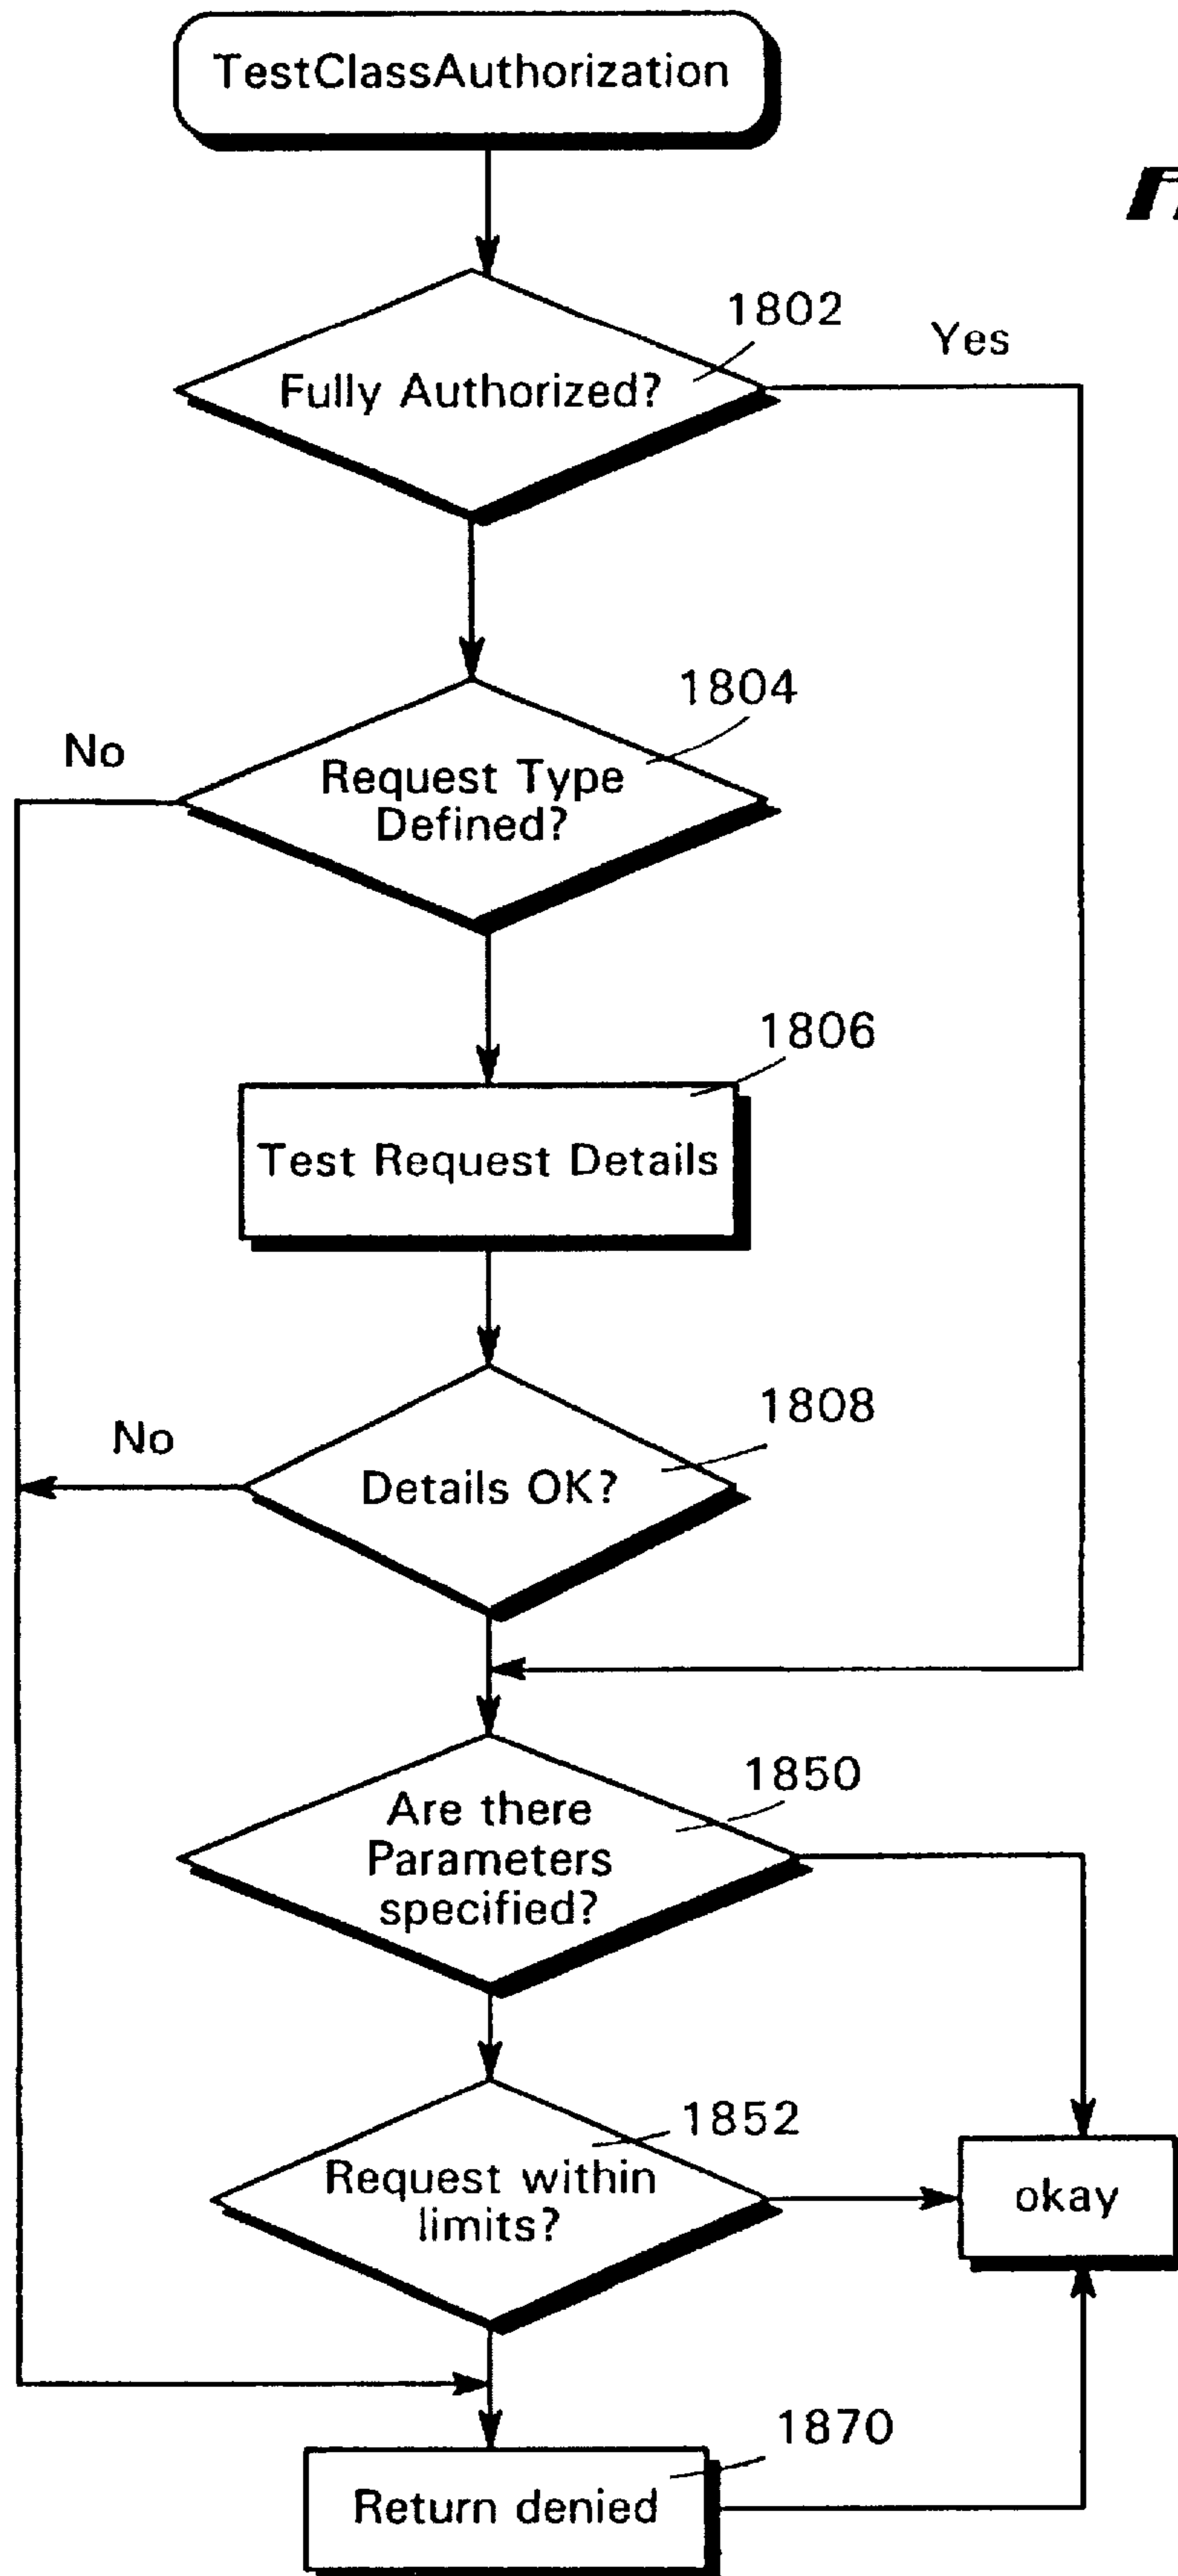 TestClassAuthorization
1802
Yes
Fully Authorized?
1804
No
Request Type
Defined?
1806
Test Request Details
1808
No
Details OK?
1850
Are there
Parameters
specified?
1852
Request within
limits?
okay
1870
Return denied